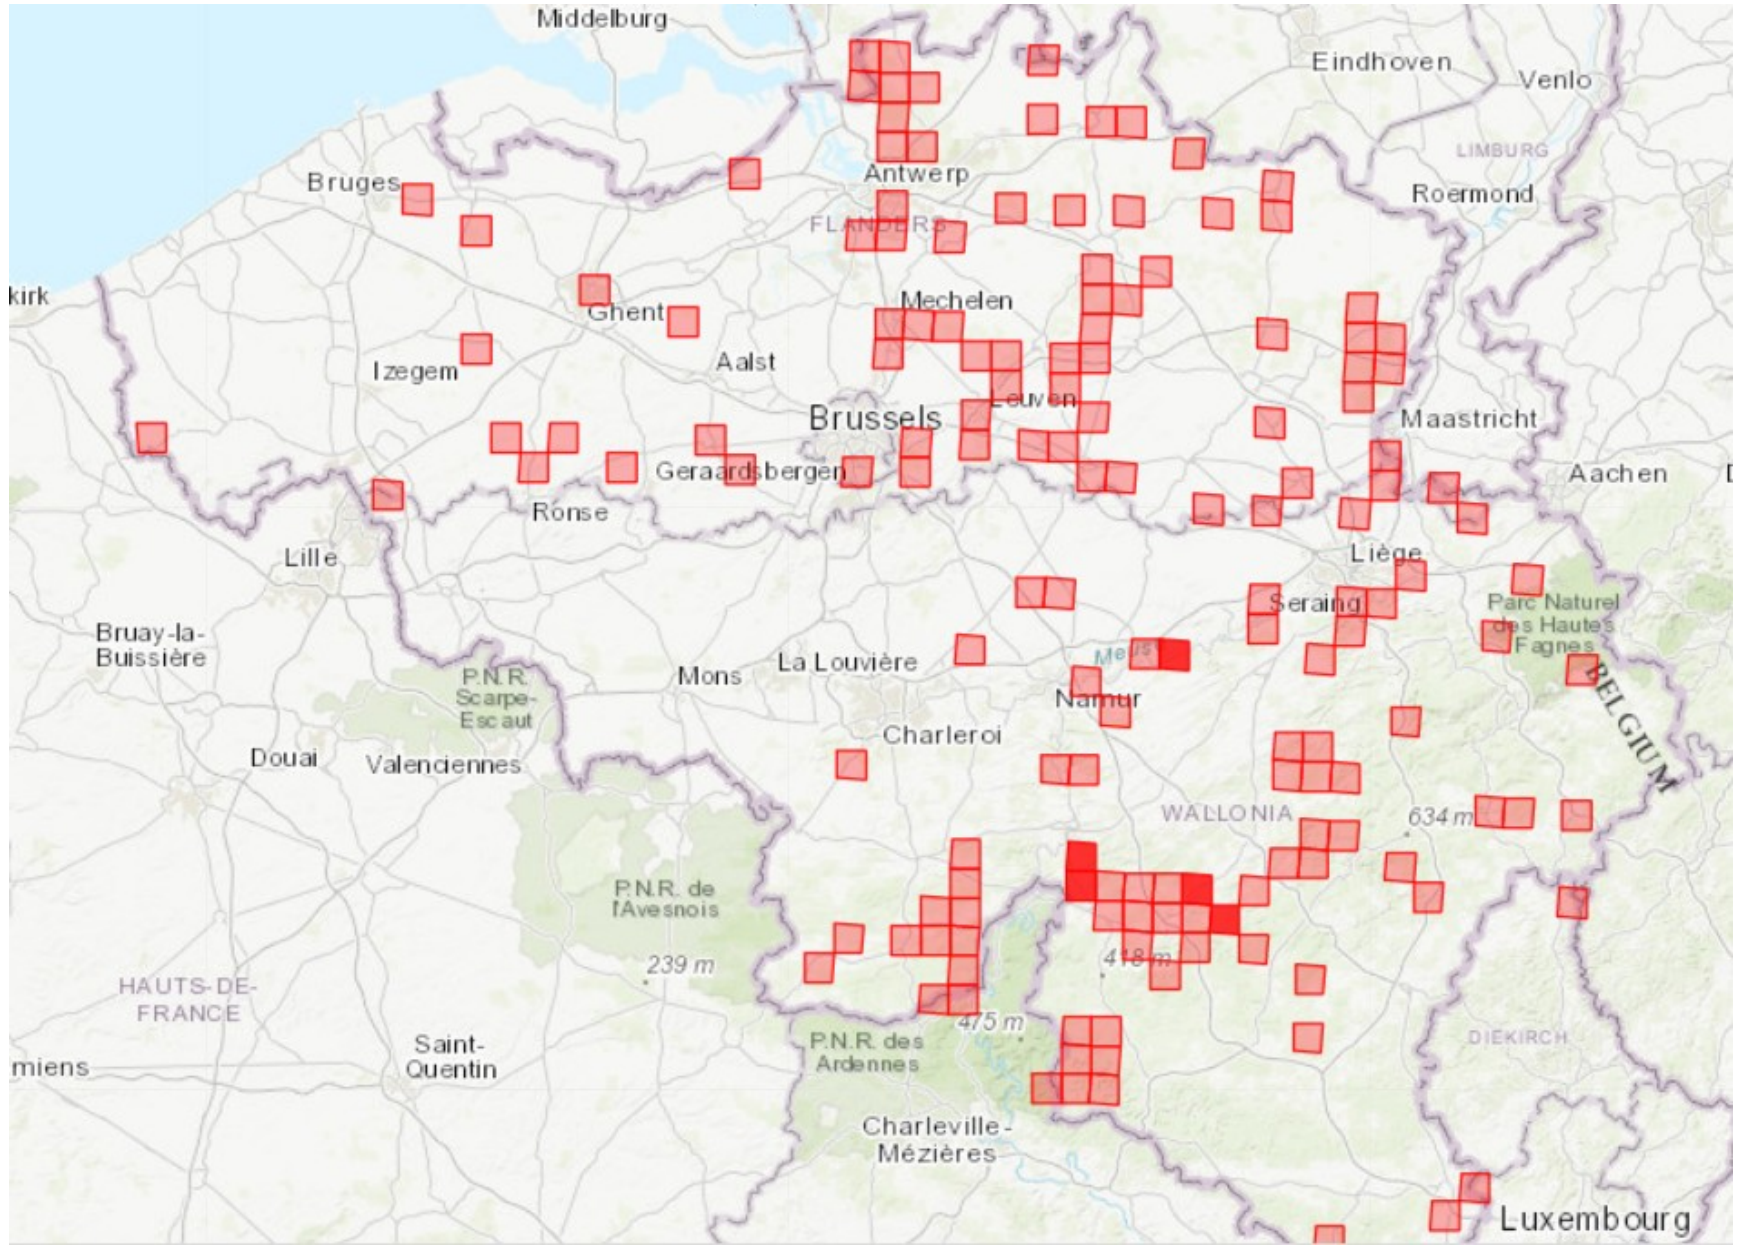 Middelburg
Eindhoven
Venlo
LIMBURG
Antwerp
Bruges
Roermond
FLANDERS
kirk
Mechelen
Ghent
Izegem
Aalst
Leuven
Brussels
Maastricht
Geraardsbergen
Aachen
Ronse
Lille
Liège
Seraing
Parc Naturel
des Hautes
Fagnes
Bruay-la-
Buissière
Meus
La Louvière
Mons
P.N.R.
Scarpe-
Escaut
Namur
BELGIUM
Charleroi
Douai
Valenciennes
WALLONIA
634 m
P.N.R. de
l'Avesnois
239 m
418 m
HAUTS-DE-
FRANCE
475 m
P.N.R. des
Ardennes
DIEKIRCH
Saint-
Quentin
miens
Charleville-
Mézières
Luxembourg